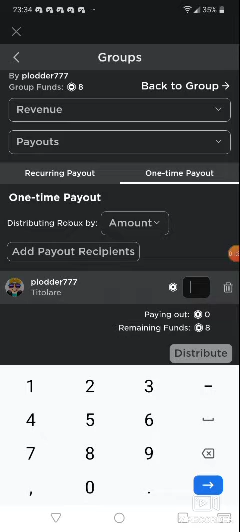 23:34
35%
Groups
By plodder777
Group Funds: 8
Back to Group →
Revenue
Payouts
Recurring Payout
One-time Payout
One-time Payout
Distributing Robux by:
Amount
Add Payout Recipients
plodder777
Titolare
Paying out: 0
Remaining Funds: 8
Distribute
1 2 3 -
4 5 6
7 8 9
, 0 .